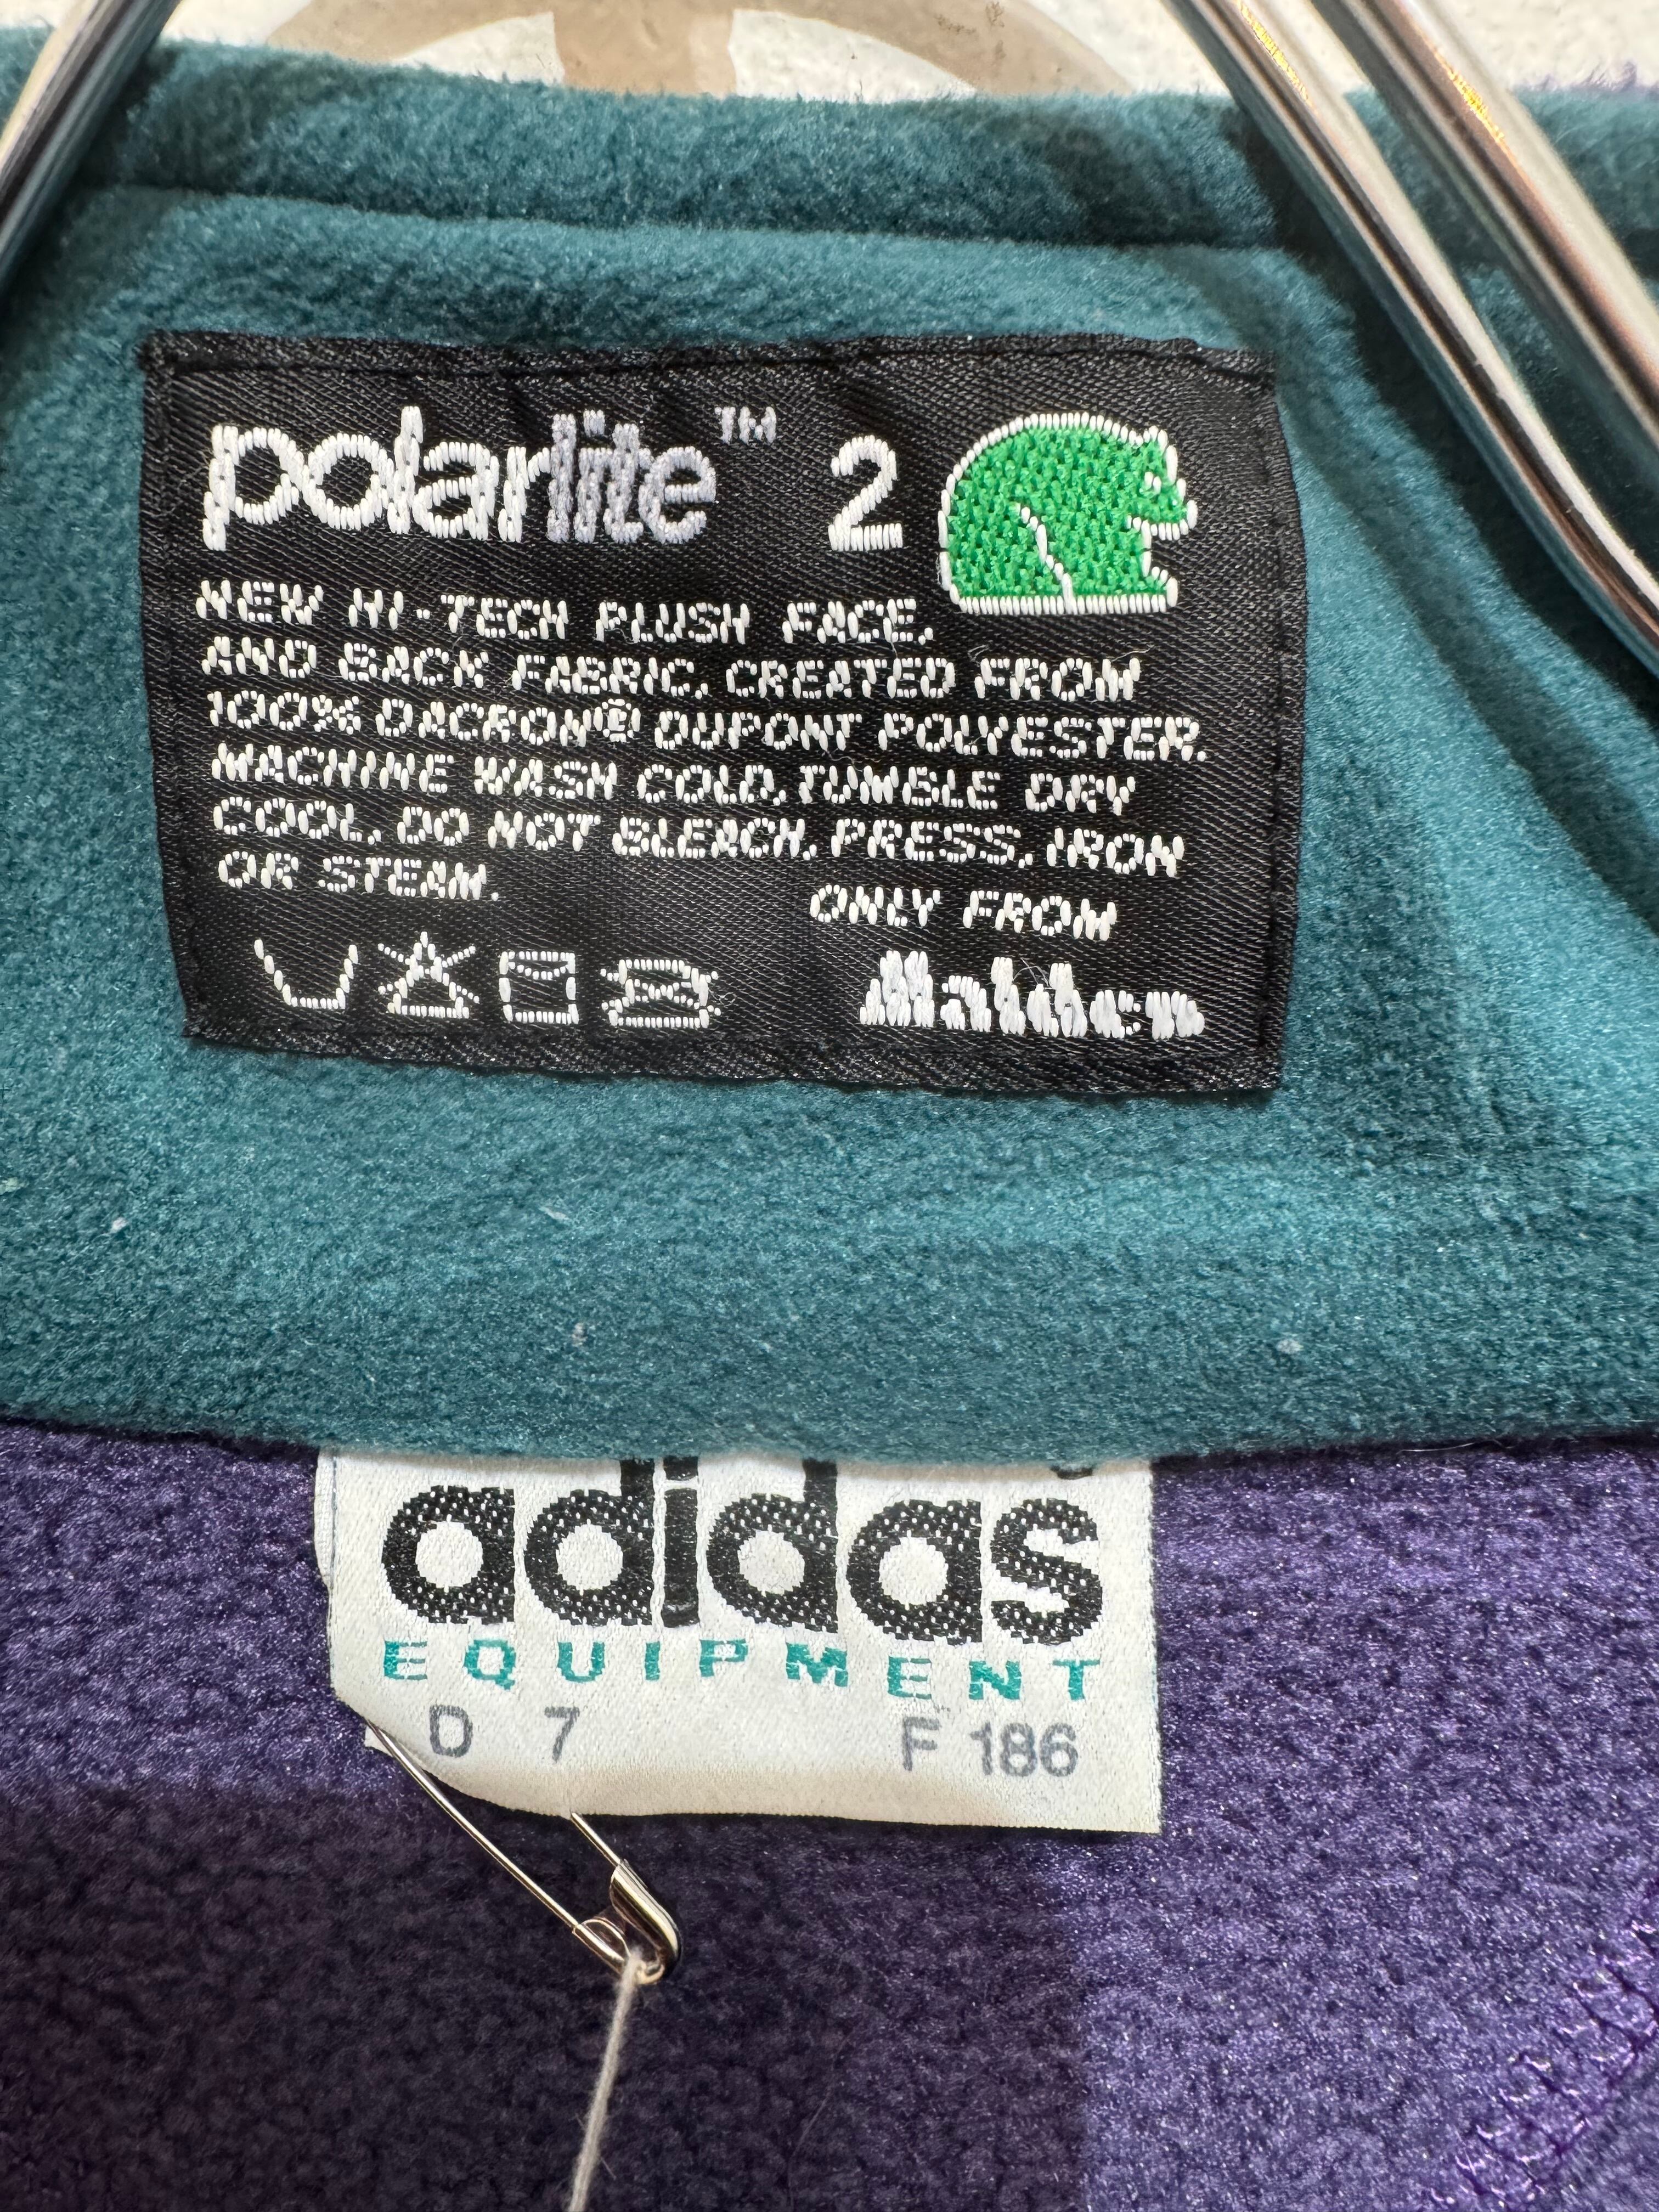 polarlite™ 2
NEW HI-TECH PLUSH FACE,
AND BACK FABRIC, CREATED FROM
100% DACRON® DUPONT POLYESTER.
MACHINE WASH COLD, TUMBLE DRY
COOL, DO NOT BLEACH, PRESS, IRON
OR STEAM.
ONLY FROM
Malden
adidas
EQUIPMENT
D 7 F 186